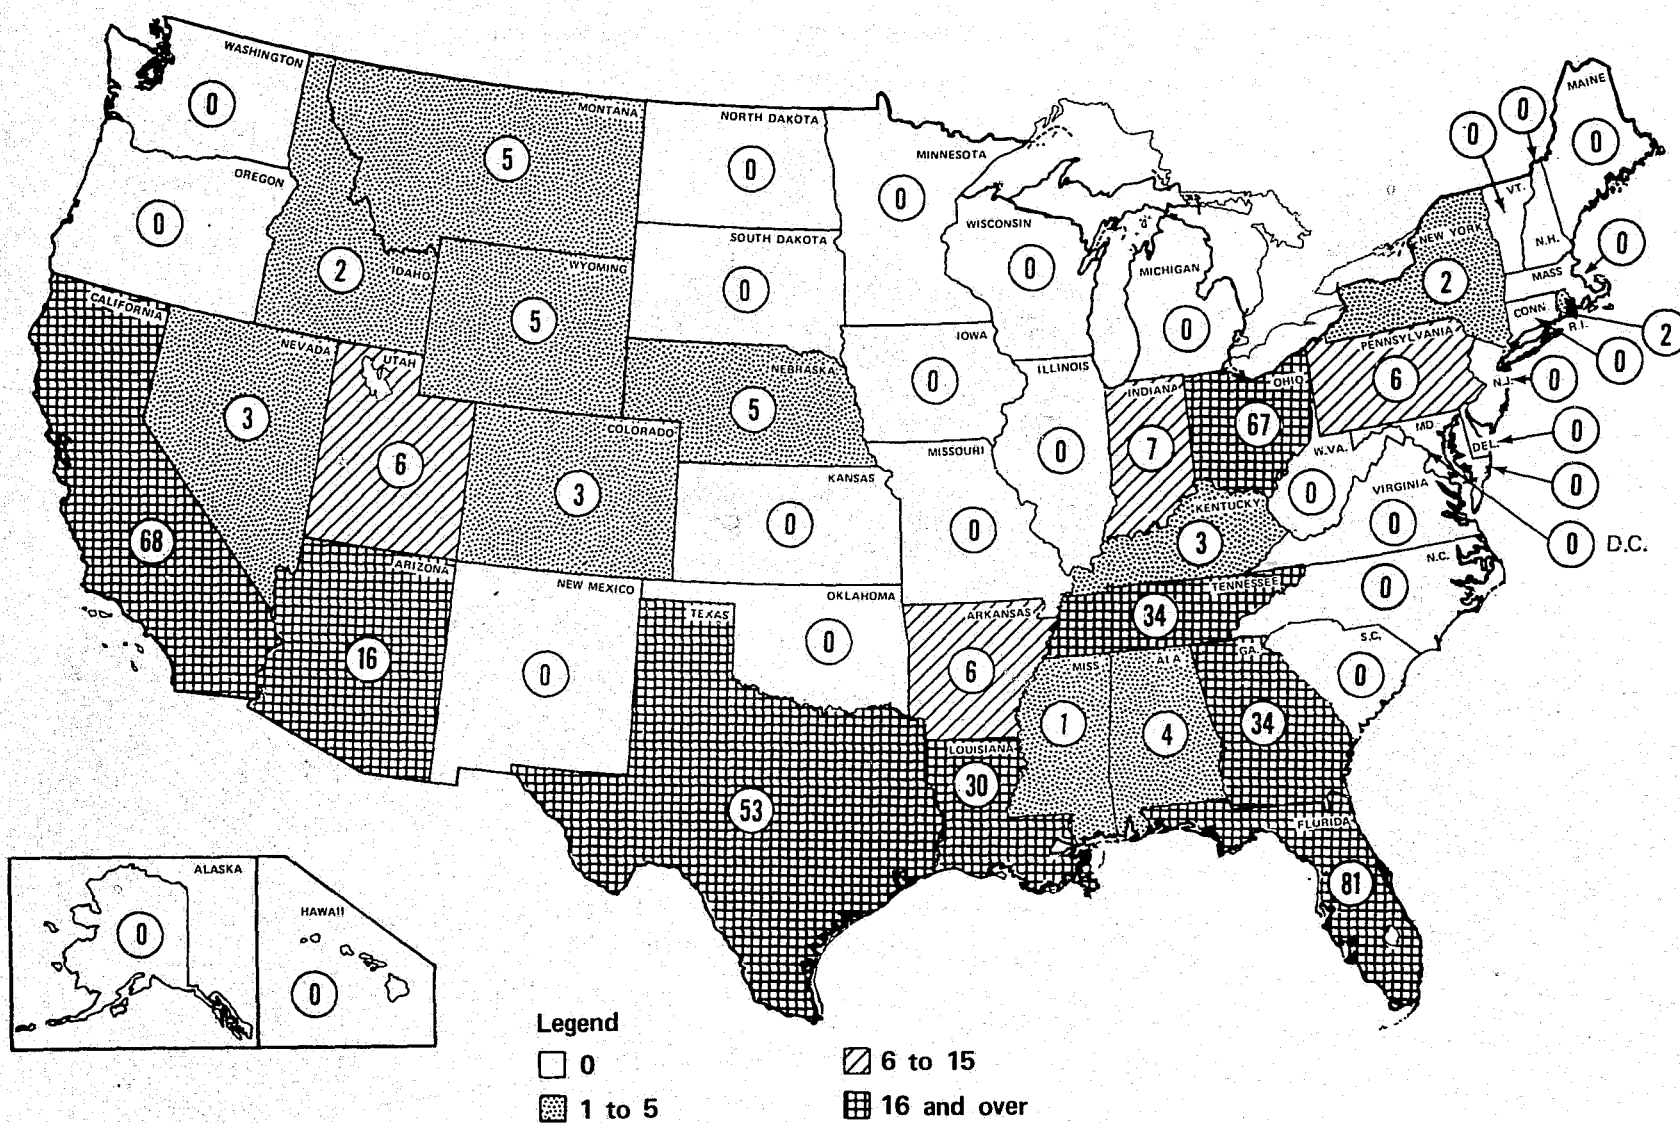 WASHINGTON
0
MONTANA
5
NORTH DAKOTA
0
MINNESOTA
0
OREGON
0
IDAHO
2
WYOMING
5
SOUTH DAKOTA
0
WISCONSIN
0
MICHIGAN
0
MAINE
0
0
0
VT.
N.H.
0
MASS
NEW YORK
2
CONN
R.I.
2
0
CALIFORNIA
68
NEVADA
3
UTAH
6
COLORADO
3
NEBRASKA
5
IOWA
0
ILLINOIS
0
INDIANA
7
OHIO
67
PENNSYLVANIA
6
N.J.
0
MD
DEL.
0
0
0 D.C.
W.VA.
0
VIRGINIA
0
KANSAS
0
MISSOURI
0
KENTUCKY
3
N.C.
0
ARIZONA
16
NEW MEXICO
0
TEXAS
53
OKLAHOMA
0
ARKANSAS
6
TENNESSEE
34
S.C.
0
LOUISIANA
30
MISS
1
ALA
4
GA.
34
FLURIDA
81
ALASKA
0
HAWAII
0
Legend
0
1 to 5
6 to 15
16 and over